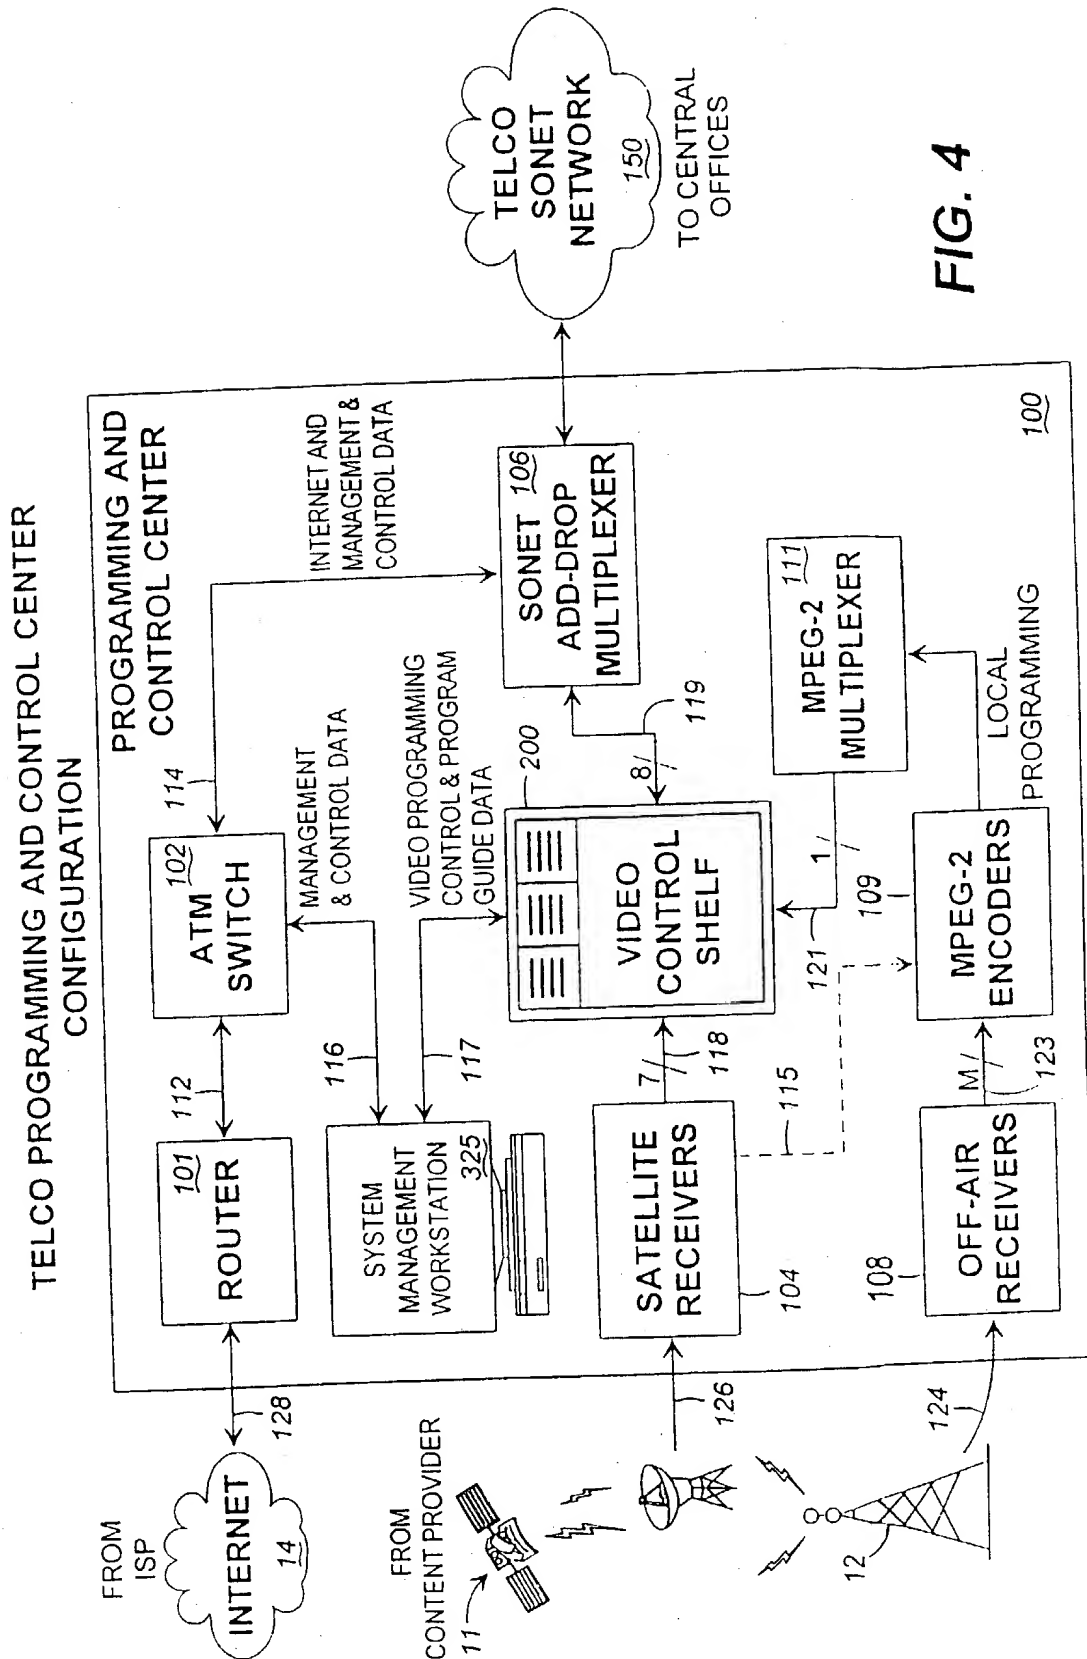 TELCO PROGRAMMING AND CONTROL CENTER
CONFIGURATION
PROGRAMMING AND
CONTROL CENTER
FROM
ISP
INTERNET
14
128
ROUTER
101
112
ATM
SWITCH
102
114
INTERNET AND
MANAGEMENT &
CONTROL DATA
MANAGEMENT
& CONTROL DATA
116
SYSTEM
MANAGEMENT
WORKSTATION
325
117
VIDEO PROGRAMMING
CONTROL & PROGRAM
GUIDE DATA
SONET
ADD-DROP
MULTIPLEXER
106
TELCO
SONET
NETWORK
150
TO CENTRAL
OFFICES
FROM
CONTENT PROVIDER
11
126
SATELLITE
RECEIVERS
104
7
118
115
VIDEO
CONTROL
SHELF
200
8
119
121
1
MPEG-2
MULTIPLEXER
111
12
124
OFF-AIR
RECEIVERS
108
M
123
MPEG-2
ENCODERS
109
LOCAL
PROGRAMMING
100
FIG. 4